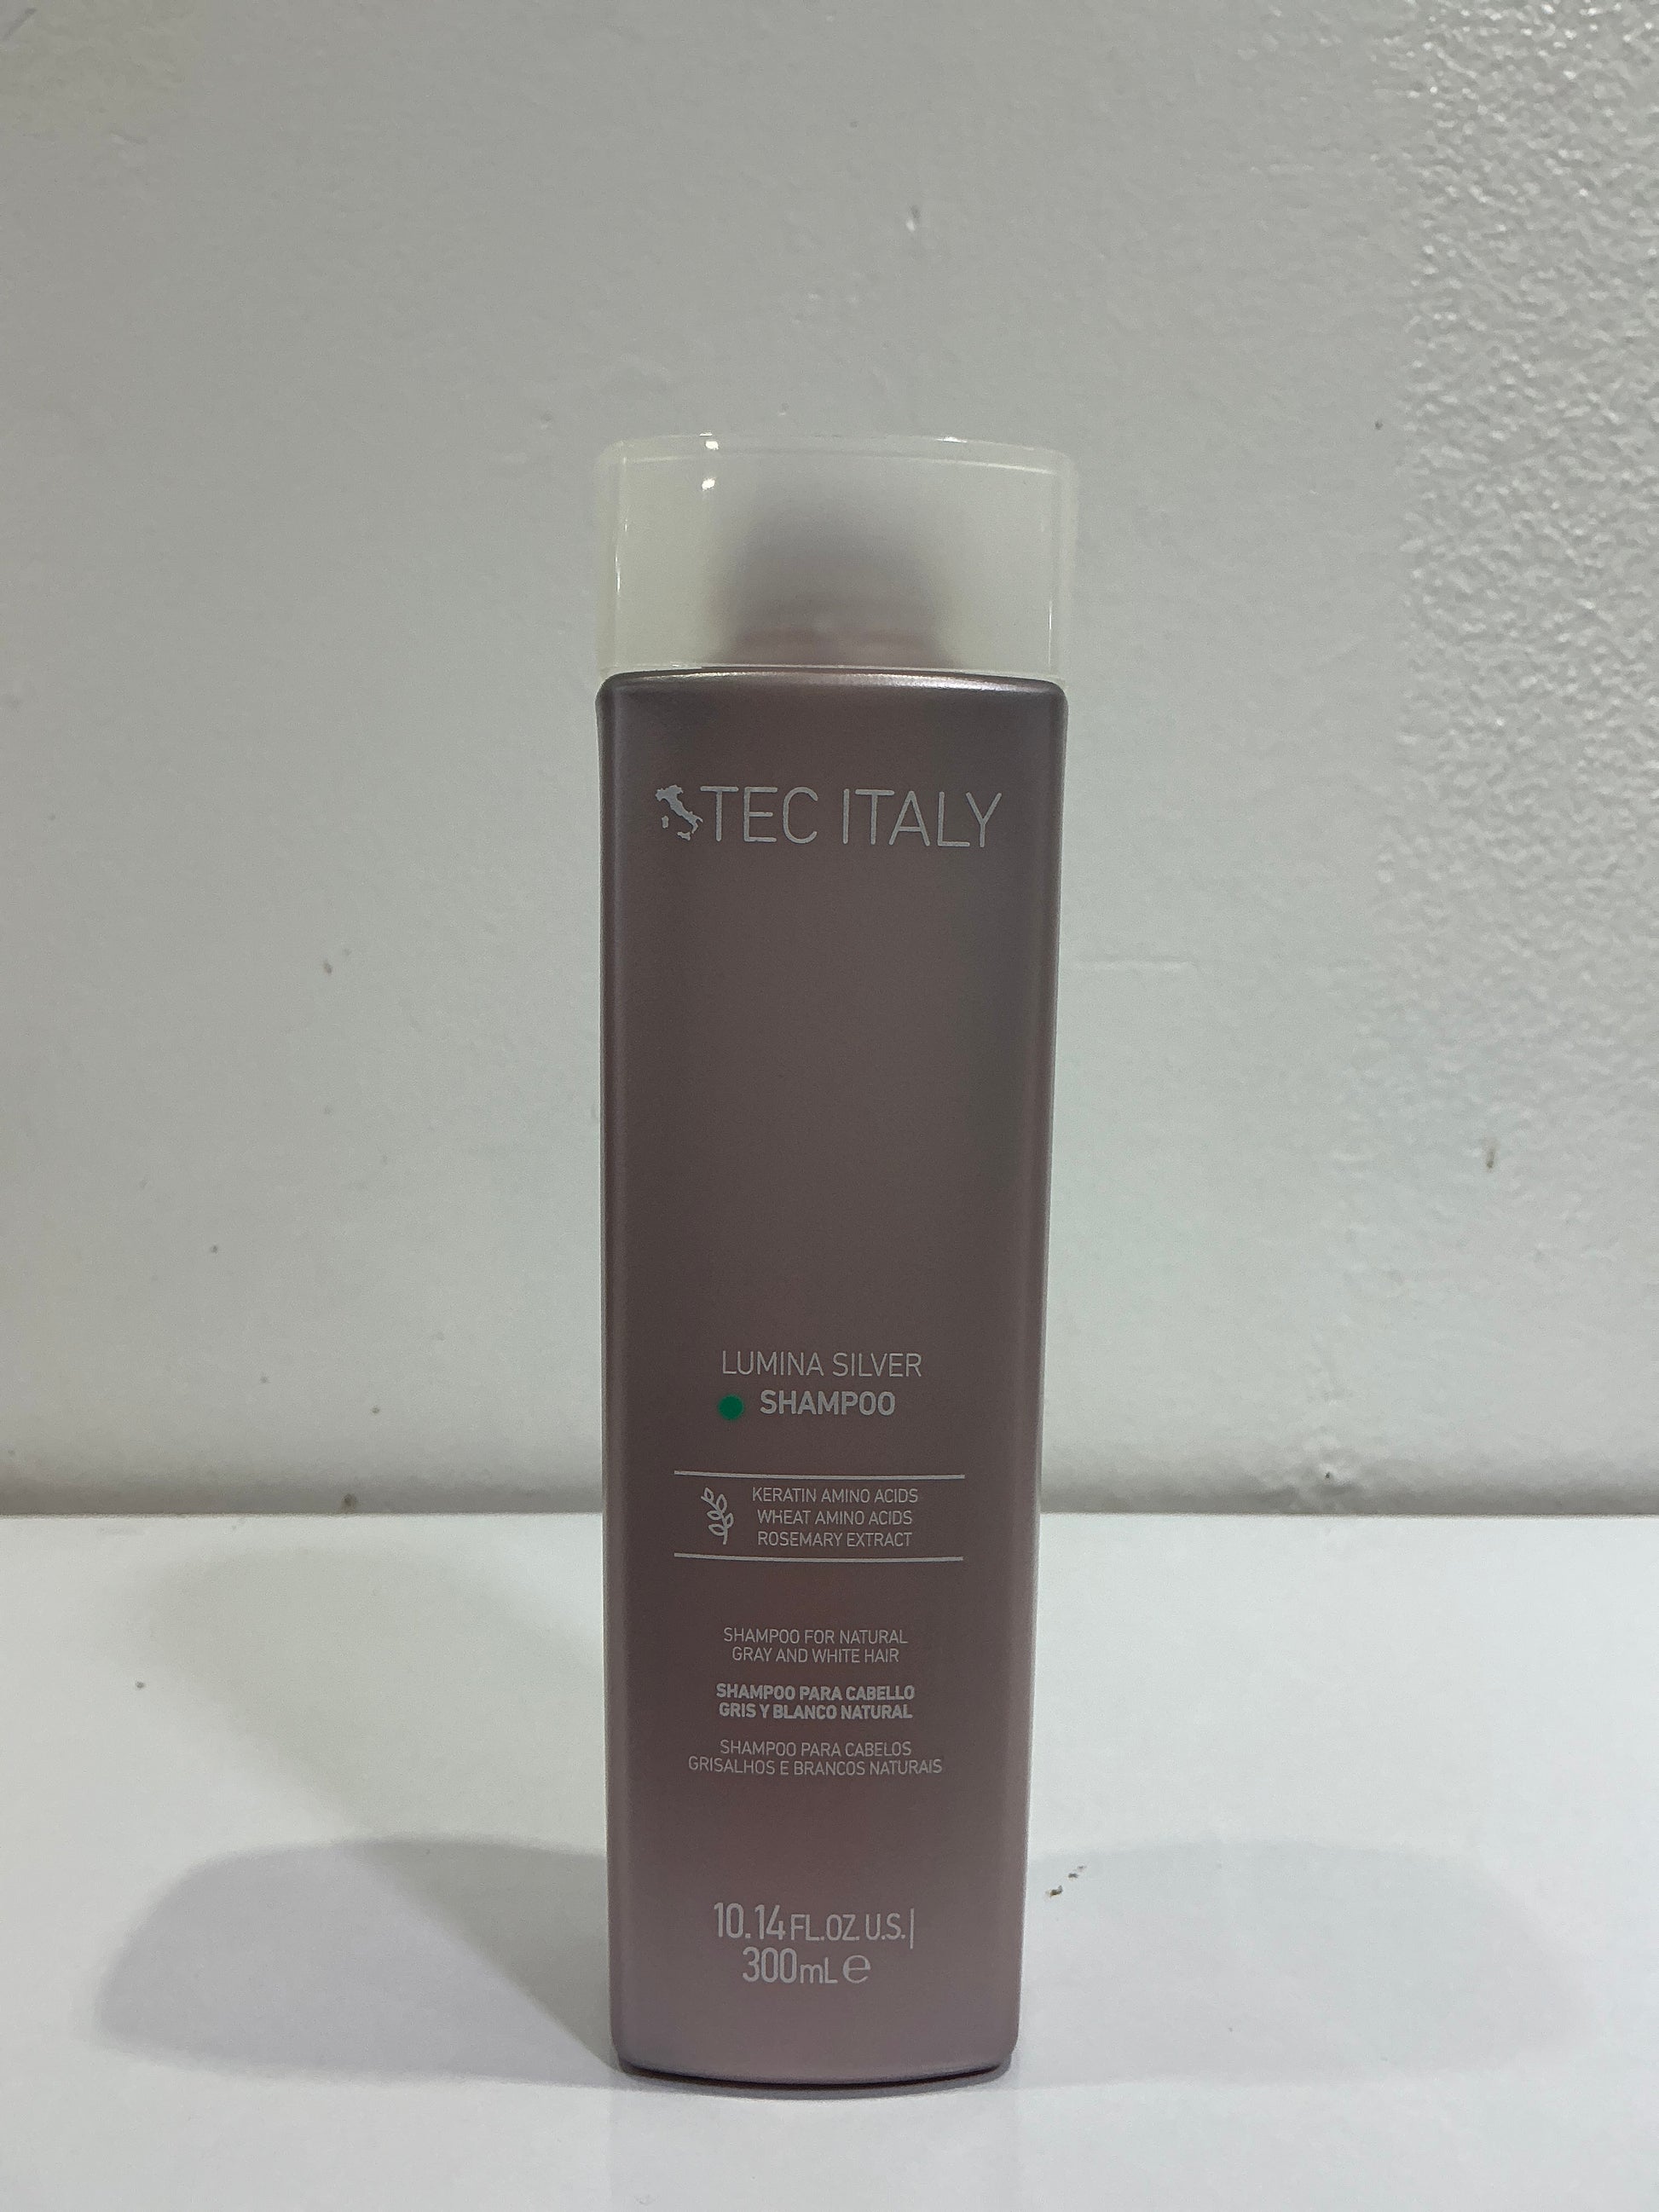 TEC ITALY
LUMINA SILVER
SHAMPOO
KERATIN AMINO ACIDS
WHEAT AMINO ACIDS
ROSEMARY EXTRACT
SHAMPOO FOR NATURAL
GRAY AND WHITE HAIR
SHAMPOO PARA CABELLO
GRIS Y BLANCO NATURAL
SHAMPOO PARA CABELOS
GRISALHOS E BRANCOS NATURAIS
10.14 FL.OZ. U.S.|
300mL ℮